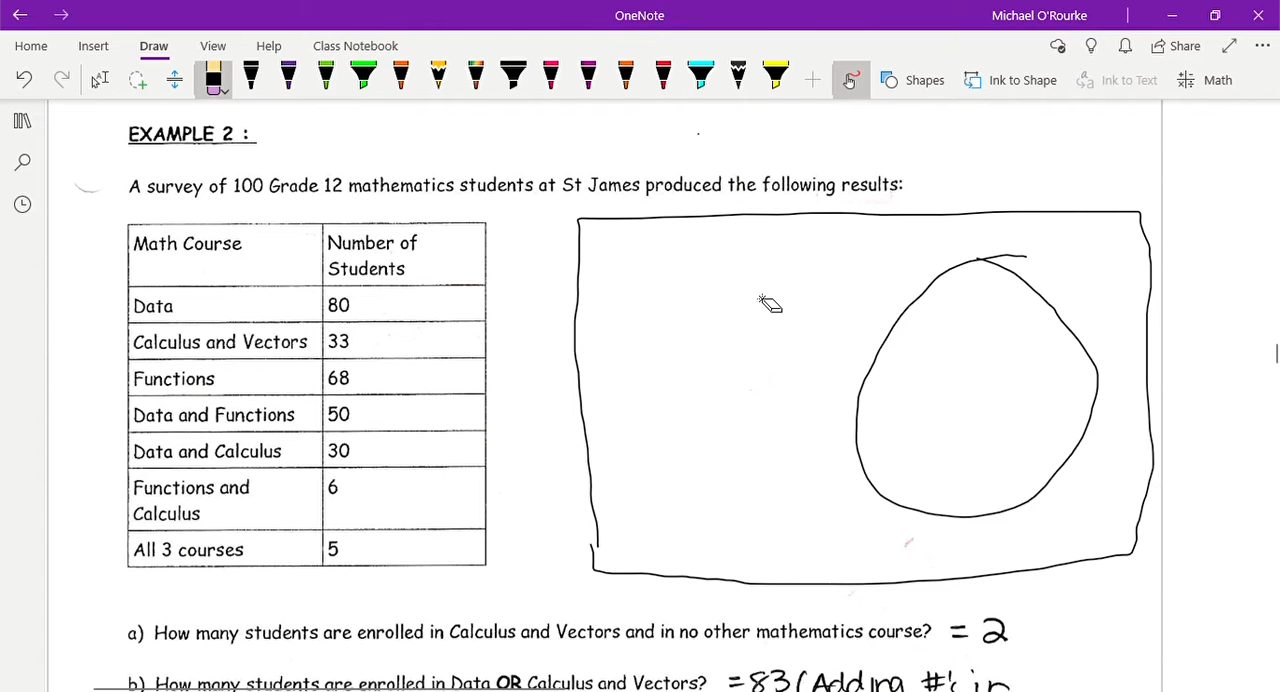 OneNote
Michael O'Rourke
Home Insert Draw View Help Class Notebook
Share
Shapes Ink to Shape Ink to Text Math
EXAMPLE 2 :
A survey of 100 Grade 12 mathematics students at St James produced the following results:
Math Course Number of
Students
Data 80
Calculus and Vectors 33
Functions 68
Data and Functions 50
Data and Calculus 30
Functions and 6
Calculus
All 3 courses 5
a) How many students are enrolled in Calculus and Vectors and in no other mathematics course? = 2
b) How many students are enrolled in Data OR Calculus and Vectors? = 83 (Adding #'s in